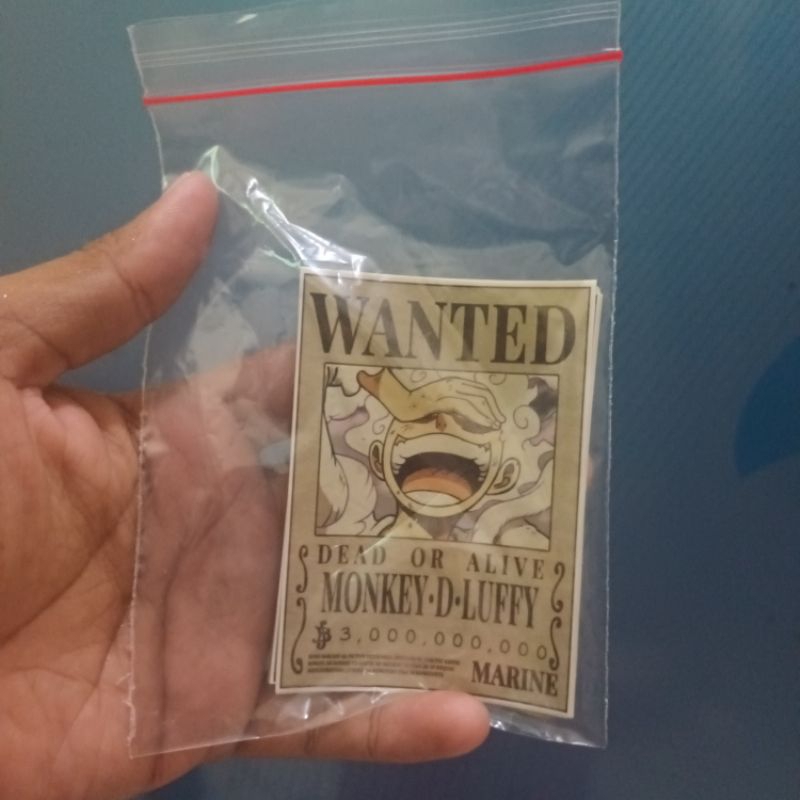 WANTED
DEAD OR ALIVE
MONKEY·D·LUFFY
฿3,000,000,000
MARINE